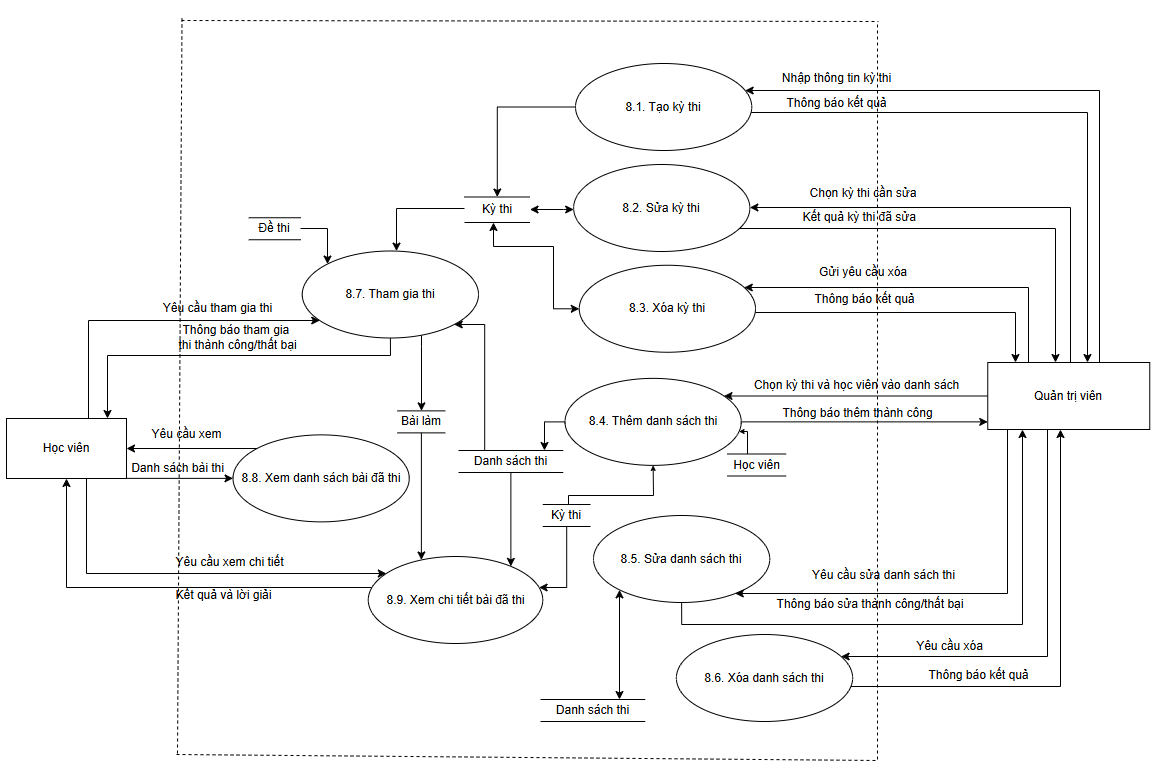 Nhập thông tin kỳ thi
8.1. Tạo kỳ thi
Thông báo kết quả
Chọn kỳ thi cần sửa
Kỳ thi
8.2. Sửa kỳ thi
Kết quả kỳ thi đã sửa
Đề thi
Gửi yêu cầu xóa
8.7. Tham gia thi
Thông báo kết quả
8.3. Xóa kỳ thi
Yêu cầu tham gia thi
Thông báo tham gia
thi thành công/thất bại
Chọn kỳ thi và học viên vào danh sách
Quản trị viên
Thông báo thêm thành công
Bài làm
8.4. Thêm danh sách thi
Yêu cầu xem
Học viên
Danh sách thi
Học viên
Danh sách bài thi
8.8. Xem danh sách bài đã thi
Kỳ thi
Yêu cầu xem chi tiết
8.5. Sửa danh sách thi
Yêu cầu sửa danh sách thi
Kết quả và lời giải
8.9. Xem chi tiết bài đã thi
Thông báo sửa thành công/thất bại
Yêu cầu xóa
8.6. Xóa danh sách thi
Thông báo kết quả
Danh sách thi